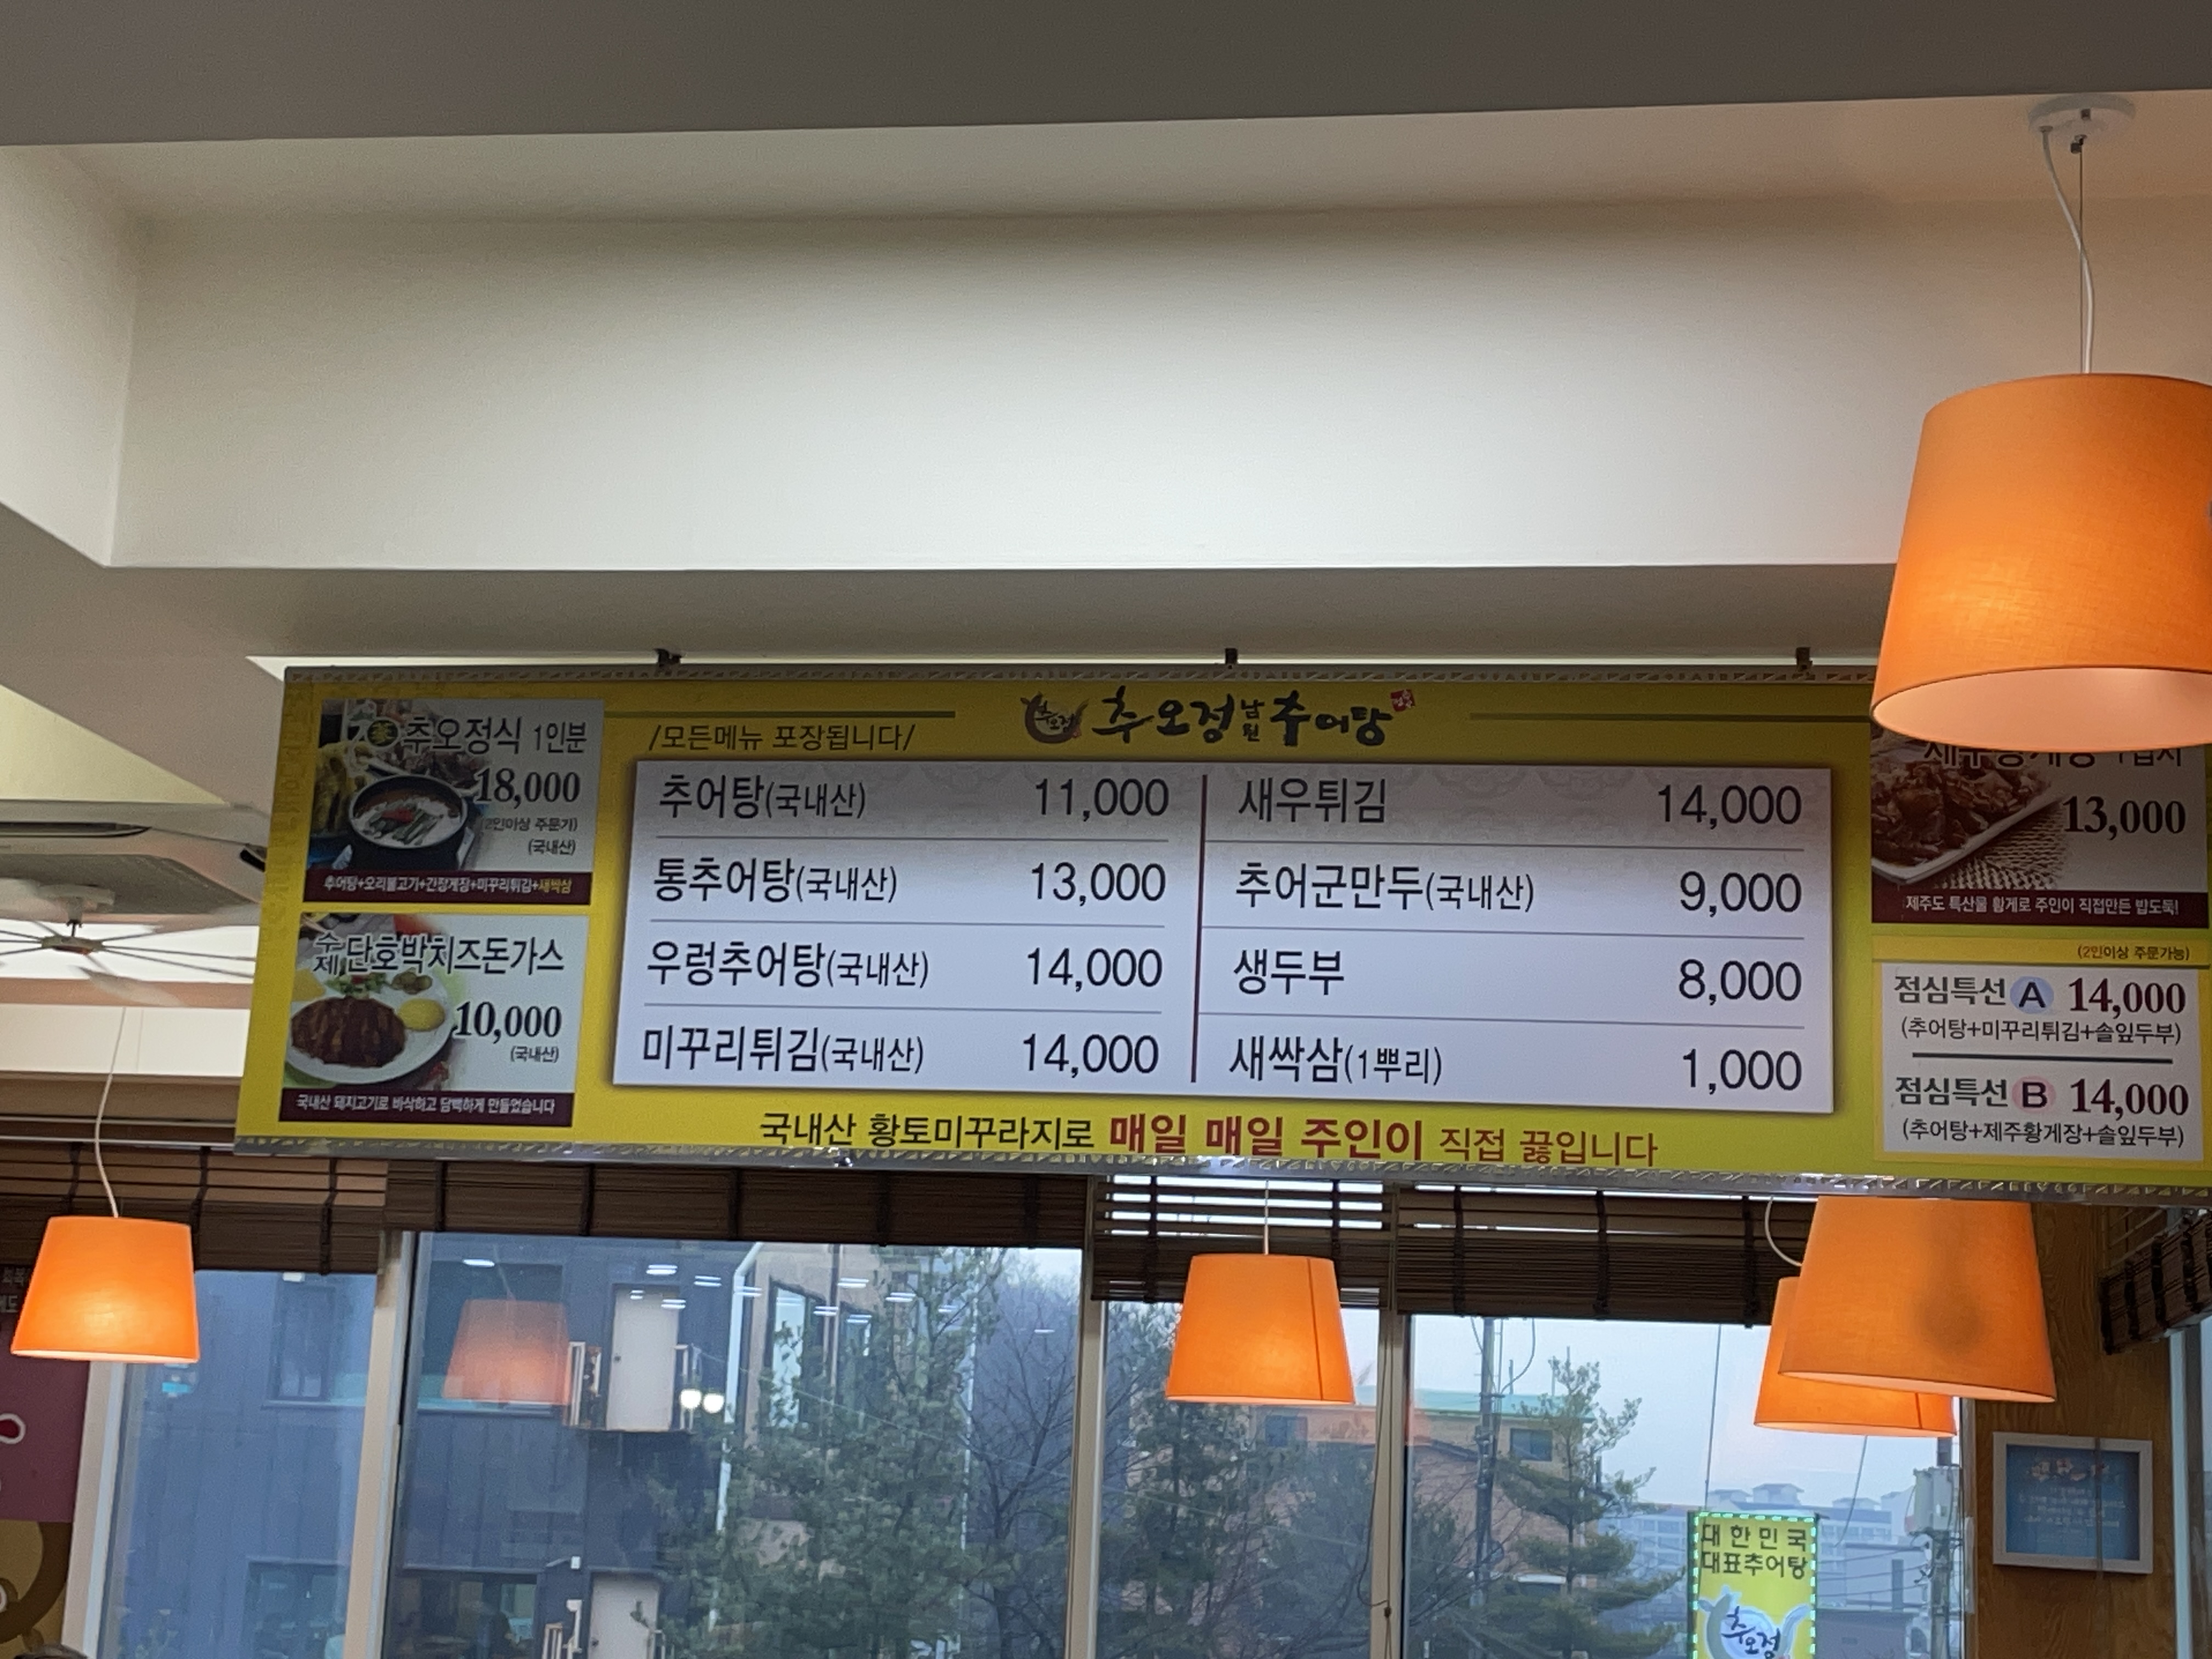 추오정식 1인분
18,000
(2인이상 주문가)
(국내산)
추어탕+오리불고기+간장게장+미꾸리튀김+새싹삼
수제 단호박치즈돈가스
10,000
(국내산)
국내산 돼지고기로 바삭하고 담백하게 만들었습니다
/모든메뉴 포장됩니다/
추오정 남원 추어탕
추어탕(국내산) 11,000
통추어탕(국내산) 13,000
우렁추어탕(국내산) 14,000
미꾸리튀김(국내산) 14,000
새우튀김 14,000
추어군만두(국내산) 9,000
생두부 8,000
새싹삼(1뿌리) 1,000
국내산 황토미꾸라지로 매일 매일 주인이 직접 끓입니다
13,000
제주도 특산물 황게로 주인이 직접만든 밥도둑!
(2인이상 주문가능)
점심특선 A 14,000
(추어탕+미꾸리튀김+솔잎두부)
점심특선 B 14,000
(추어탕+제주황게장+솔잎두부)
대한민국
대표추어탕
추오정